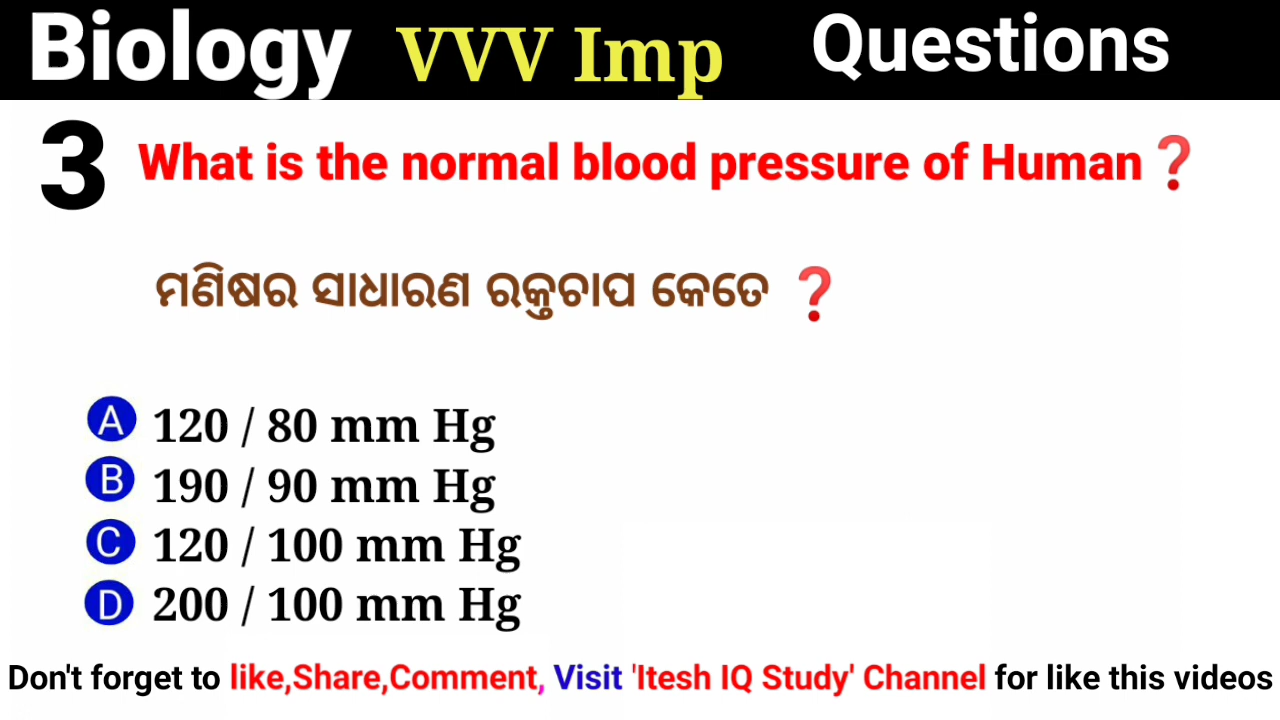 Biology VVV Imp Questions
3 What is the normal blood pressure of Human❓
ମଣିଷର ସାଧାରଣ ରକ୍ତଚାପ କେତେ ❓
A 120 / 80 mm Hg
B 190 / 90 mm Hg
C 120 / 100 mm Hg
D 200 / 100 mm Hg
Don't forget to like,Share,Comment, Visit 'Itesh IQ Study' Channel for like this videos